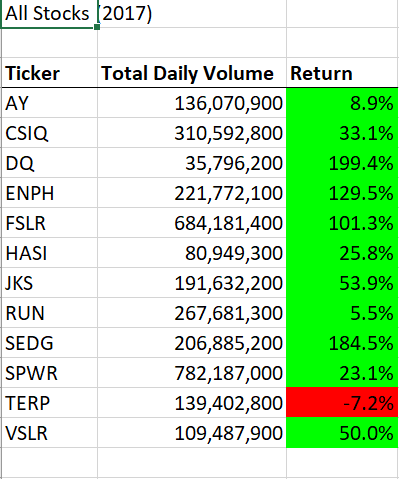 All Stocks (2017)
Ticker Total Daily Volume Return
AY 136,070,900 8.9%
CSIQ 310,592,800 33.1%
DQ 35,796,200 199.4%
ENPH 221,772,100 129.5%
FSLR 684,181,400 101.3%
HASI 80,949,300 25.8%
JKS 191,632,200 53.9%
RUN 267,681,300 5.5%
SEDG 206,885,200 184.5%
SPWR 782,187,000 23.1%
TERP 139,402,800 -7.2%
VSLR 109,487,900 50.0%